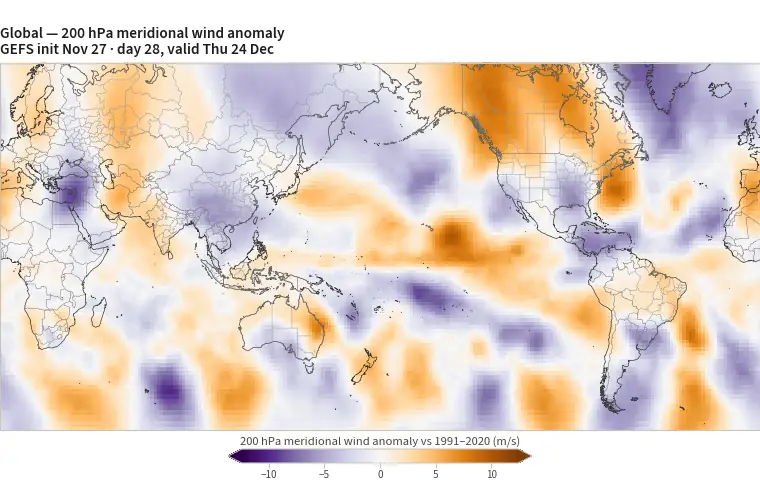 Global — 200 hPa meridional wind anomaly
GEFS init Nov 27 · day 28, valid Thu 24 Dec
200 hPa meridional wind anomaly vs 1991–2020 (m/s)
−10 −5 0 5 10